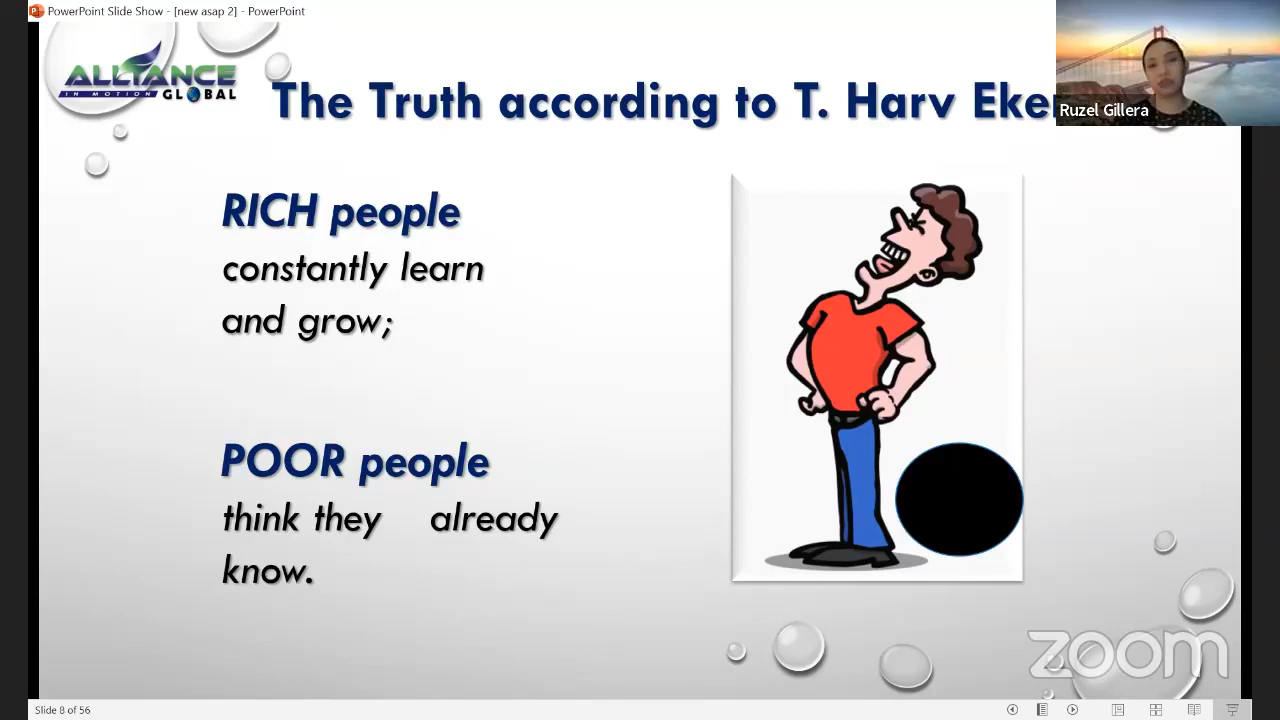 PowerPoint Slide Show - [new asap 2] - PowerPoint
ALLIANCE
IN MOTION GLOBAL
The Truth according to T. Harv Eke
Ruzel Gillera
RICH people
constantly learn
and grow;
POOR people
think they already
know.
zoom
Slide 8 of 56